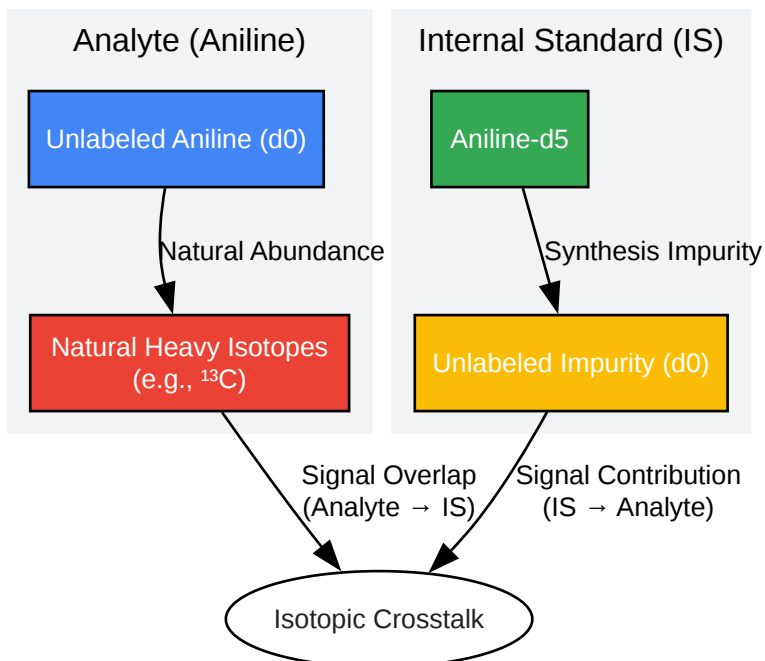 Analyte (Aniline)
Internal Standard (IS)
Unlabeled Aniline (d0)
Aniline-d5
Natural Abundance
Synthesis Impurity
Natural Heavy Isotopes
(e.g., ¹³C)
Unlabeled Impurity (d0)
Signal Overlap
(Analyte → IS)
Signal Contribution
(IS → Analyte)
Isotopic Crosstalk